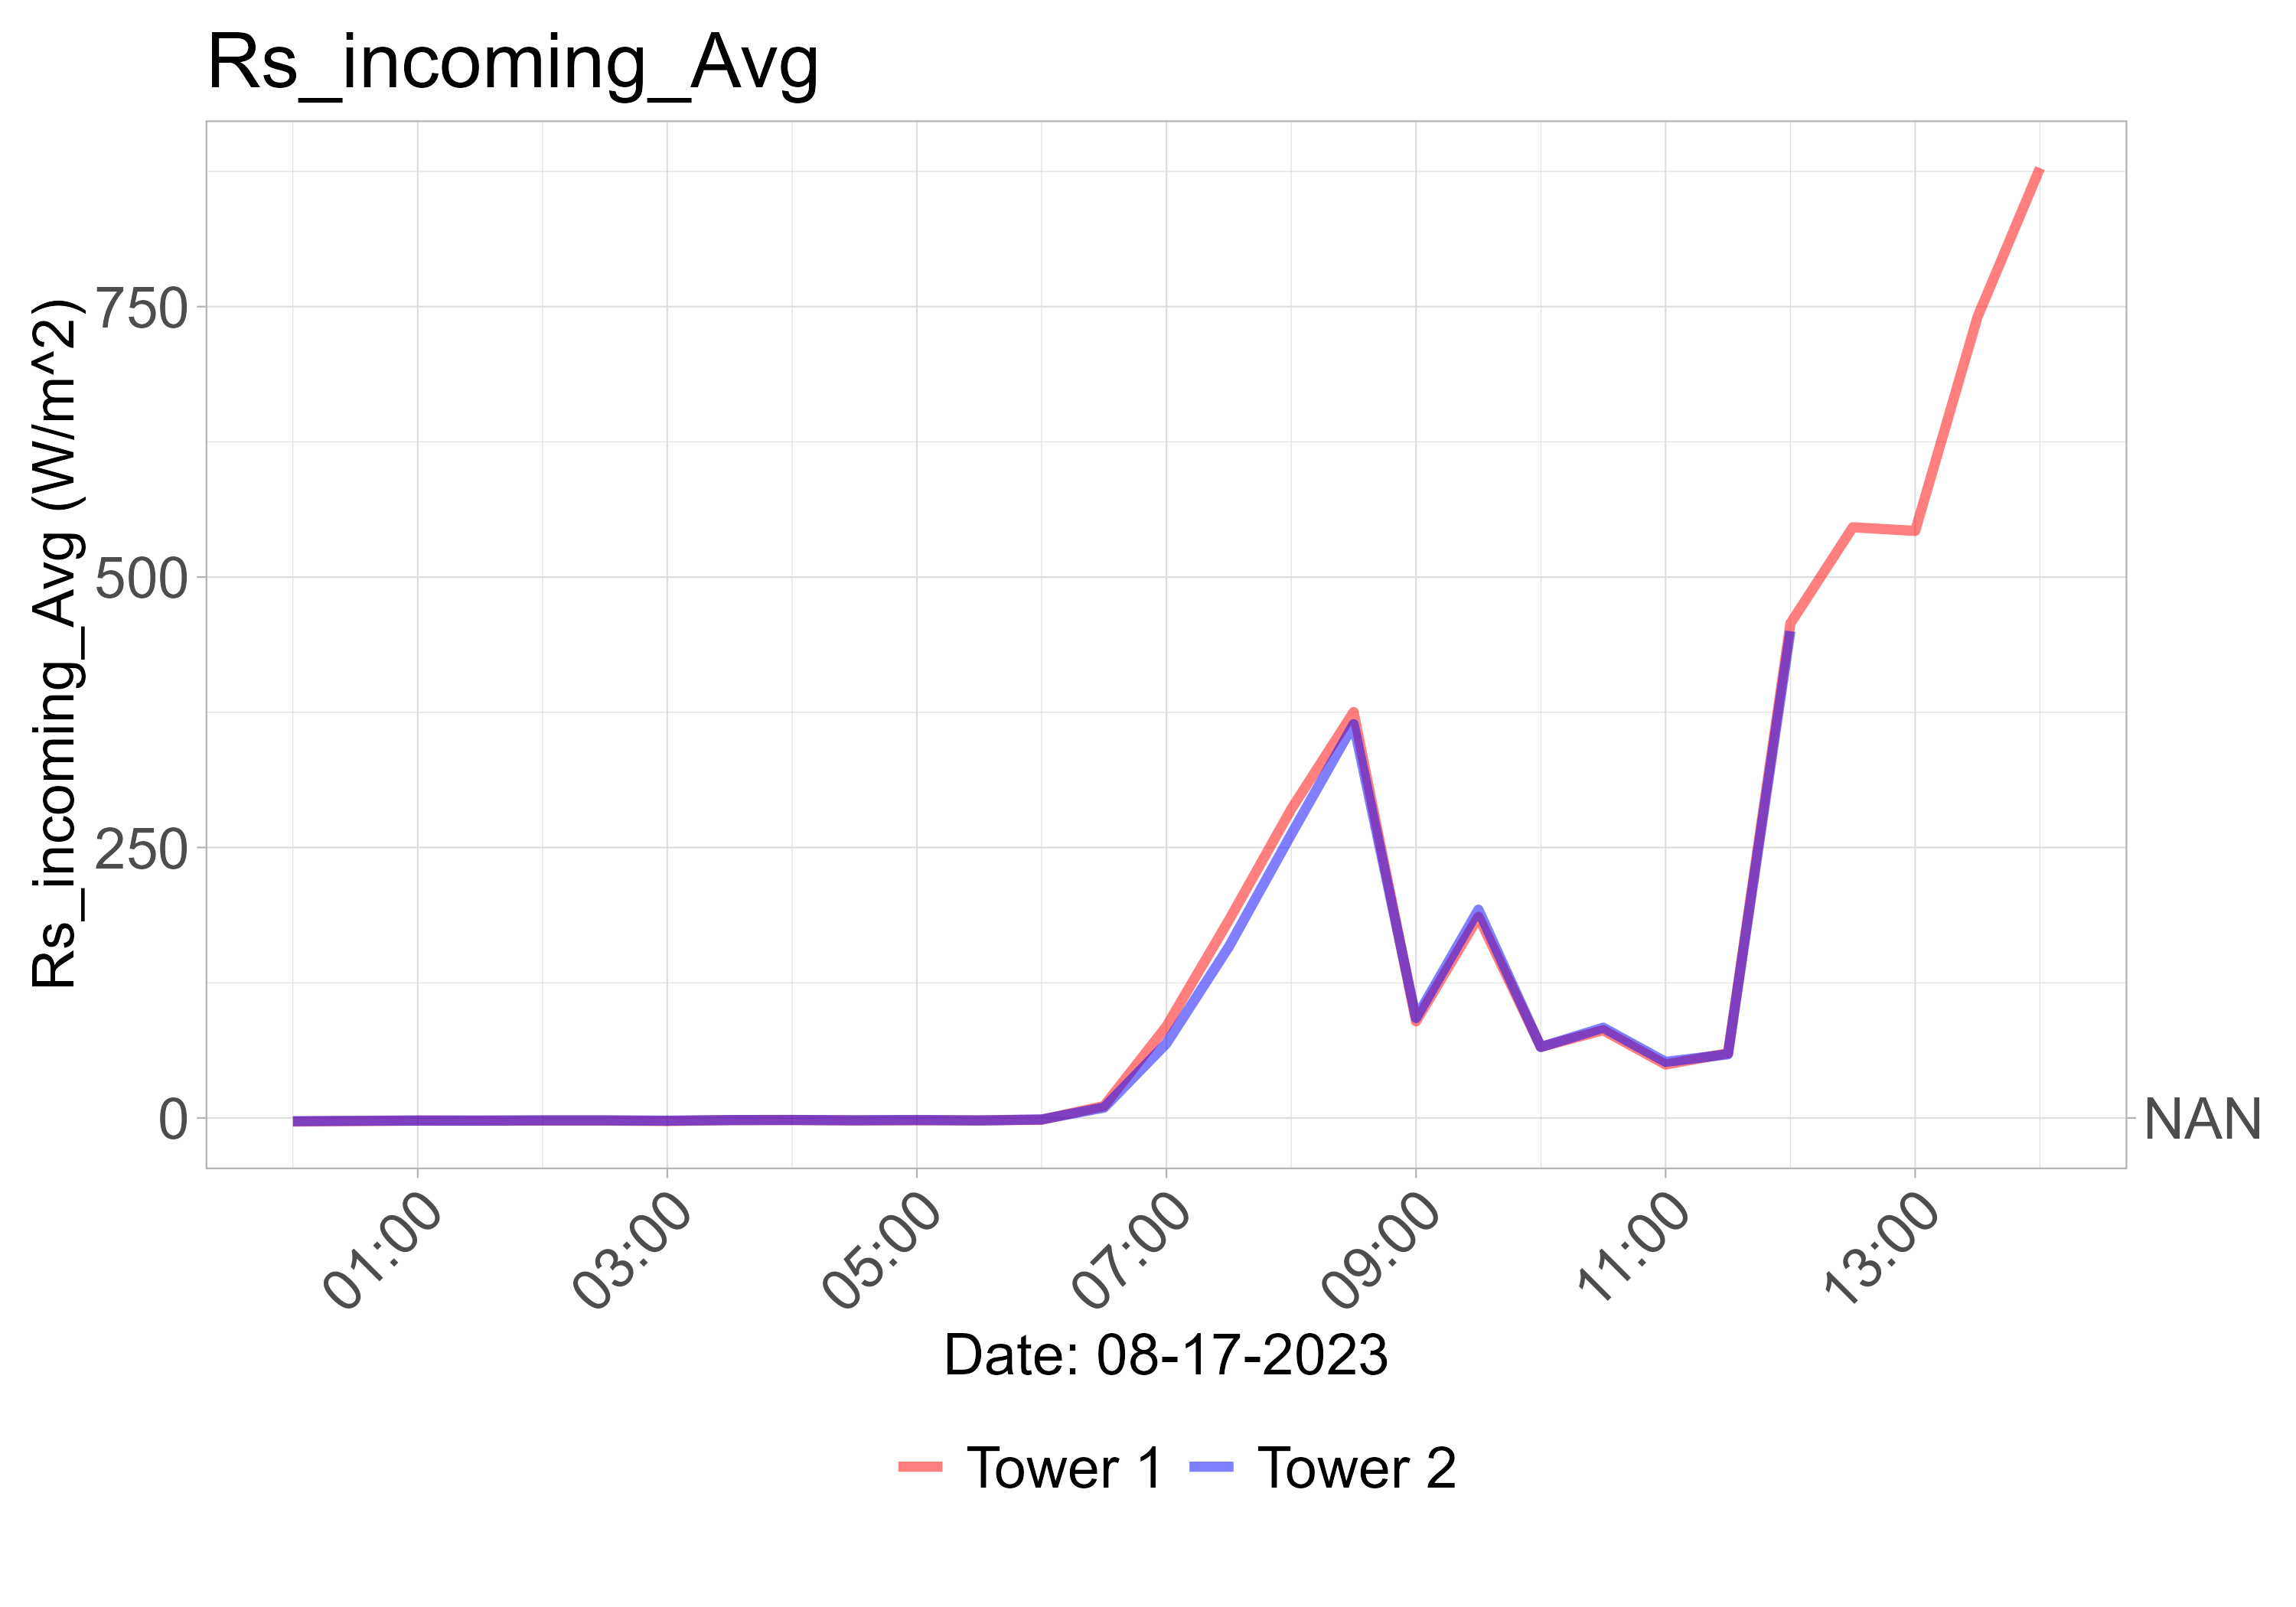 Rs_incoming_Avg
Rs_incoming_Avg (W/m^2)
750
500
250
0
NAN
01:00
03:00
05:00
07:00
09:00
11:00
13:00
Date: 08-17-2023
Tower 1
Tower 2